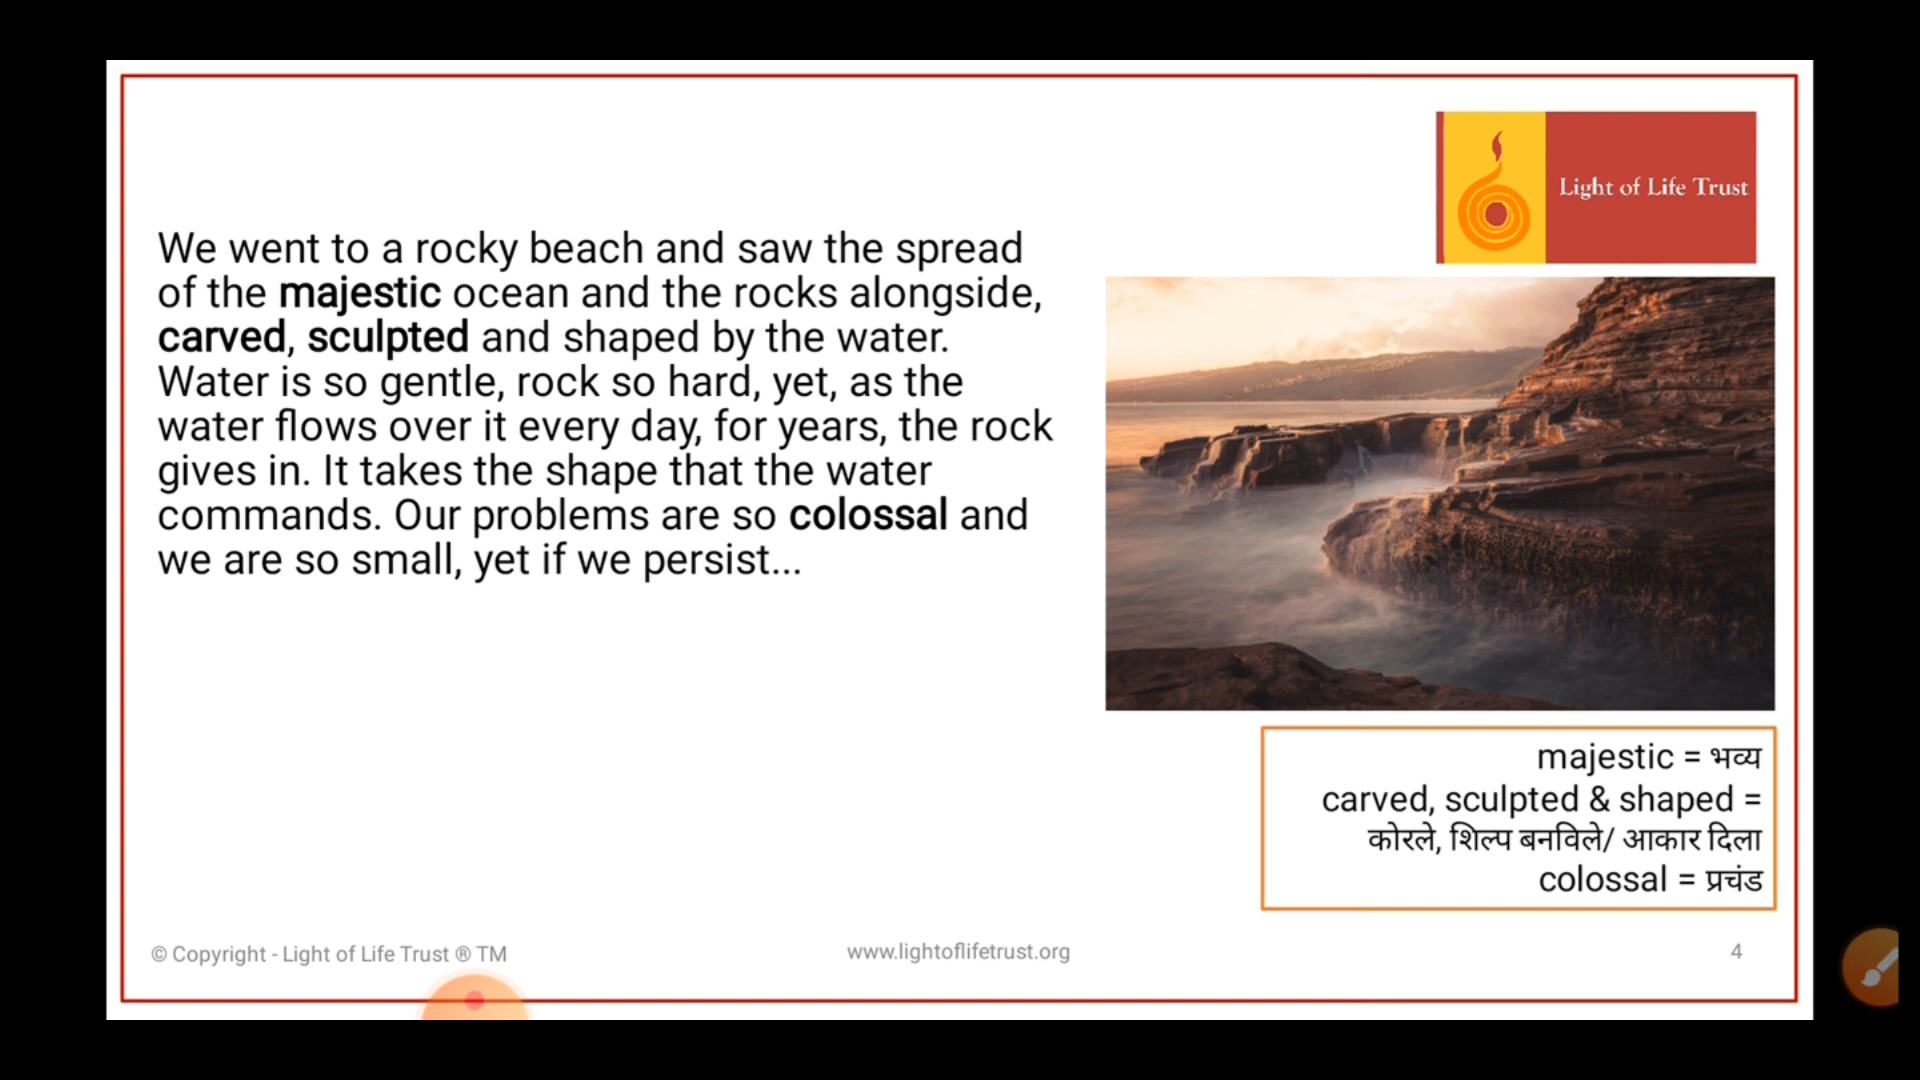 Light of Life Trust
We went to a rocky beach and saw the spread
of the majestic ocean and the rocks alongside,
carved, sculpted and shaped by the water.
Water is so gentle, rock so hard, yet, as the
water flows over it every day, for years, the rock
gives in. It takes the shape that the water
commands. Our problems are so colossal and
we are so small, yet if we persist...
majestic = भव्य
carved, sculpted & shaped =
कोरले, शिल्प बनविले/ आकार दिला
colossal = प्रचंड
© Copyright - Light of Life Trust ® TM
www.lightoflifetrust.org
4